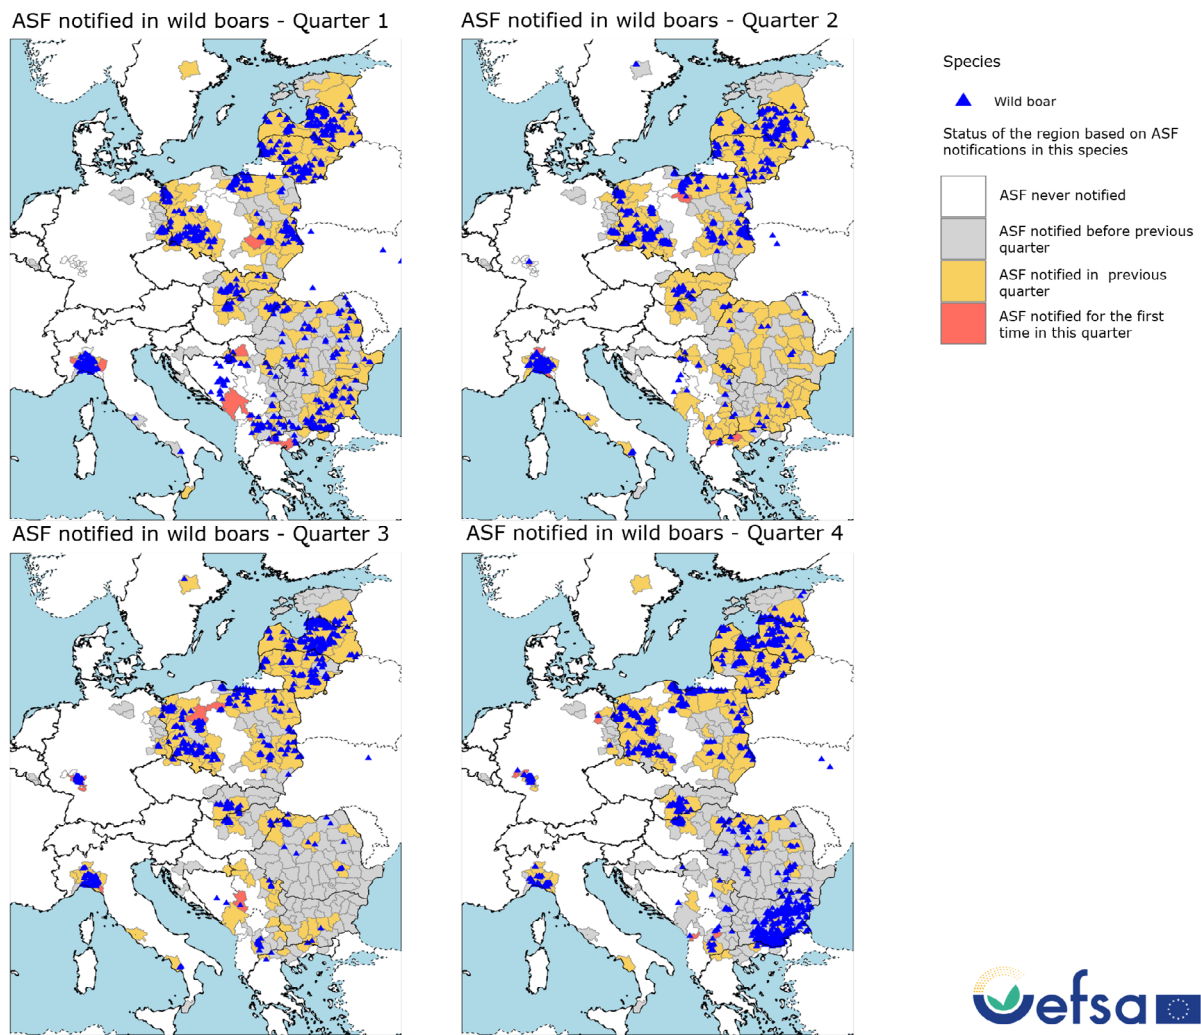 ASF notified in wild boars - Quarter 1
ASF notified in wild boars - Quarter 2
Species
Wild boar
Status of the region based on ASF
notifications in this species
ASF never notified
ASF notified before previous
quarter
ASF notified in previous
quarter
ASF notified for the first
time in this quarter
ASF notified in wild boars - Quarter 3
ASF notified in wild boars - Quarter 4
efsa